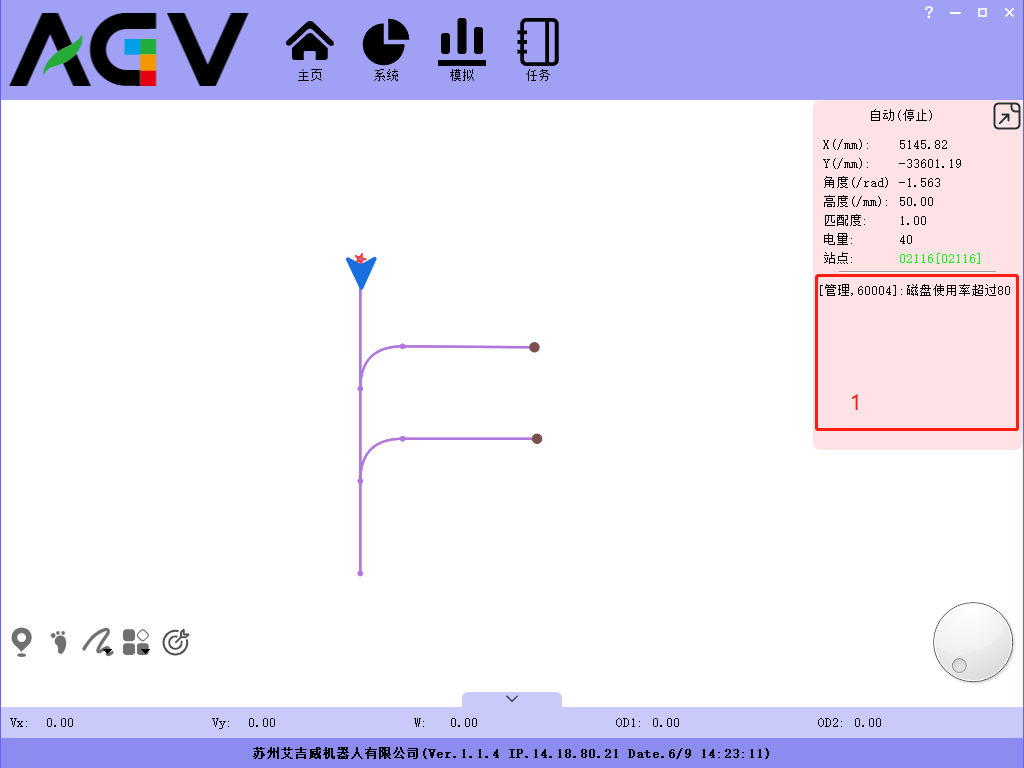 AGV
?
主页
系统
模拟
任务
自动(停止)
X(/mm): 5145.82
Y(/mm): -33601.19
角度(/rad) -1.563
高度(/mm): 50.00
匹配度: 1.00
电量: 40
站点: 02116[02116]
[管理,60004]:磁盘使用率超过80
1
Vx: 0.00 Vy: 0.00 W: 0.00 OD1: 0.00 OD2: 0.00
苏州艾吉威机器人有限公司(Ver.1.1.4 IP.14.18.80.21 Date.6/9 14:23:11)